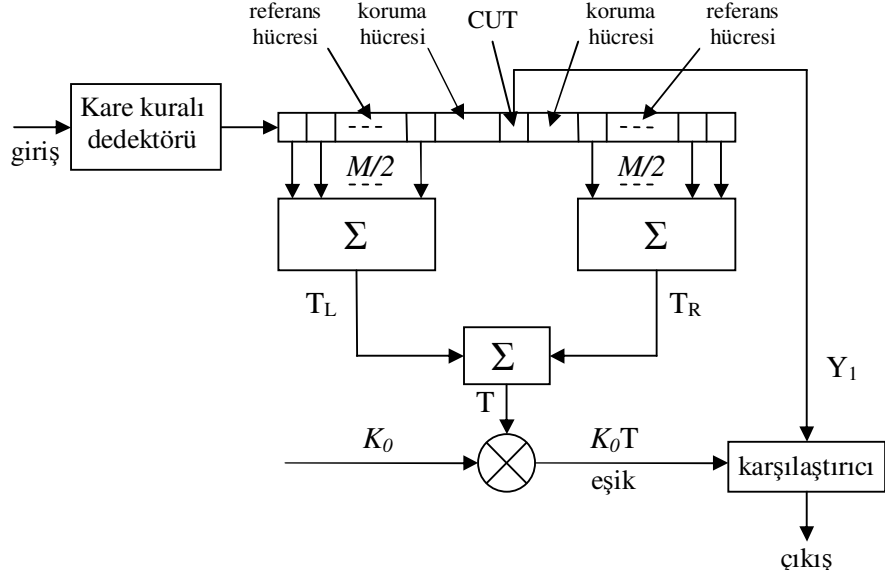 referans
hücresi
koruma
hücresi
CUT
koruma
hücresi
referans
hücresi
Kare kuralı
dedektörü
giriş
M/2
M/2
Σ
Σ
T_L
T_R
Σ
T
Y_1
K_0
K_0T
eşik
karşılaştırıcı
çıkış